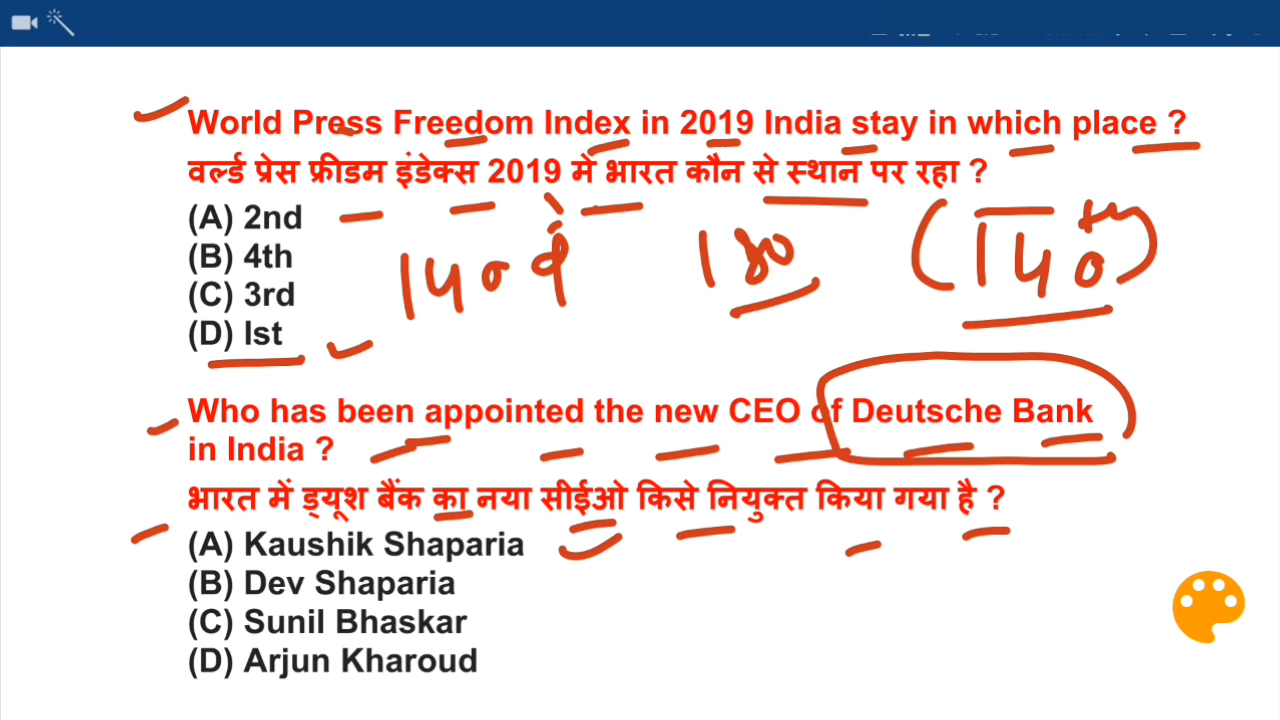 World Press Freedom Index in 2019 India stay in which place ?
वर्ल्ड प्रेस फ्रीडम इंडेक्स 2019 में भारत कौन से स्थान पर रहा ?
(A) 2nd
(B) 4th
(C) 3rd
(D) Ist
140 वें 180 (140th)
Who has been appointed the new CEO of Deutsche Bank
in India ?
भारत में ड्यूश बैंक का नया सीईओ किसे नियुक्त किया गया है ?
(A) Kaushik Shaparia
(B) Dev Shaparia
(C) Sunil Bhaskar
(D) Arjun Kharoud